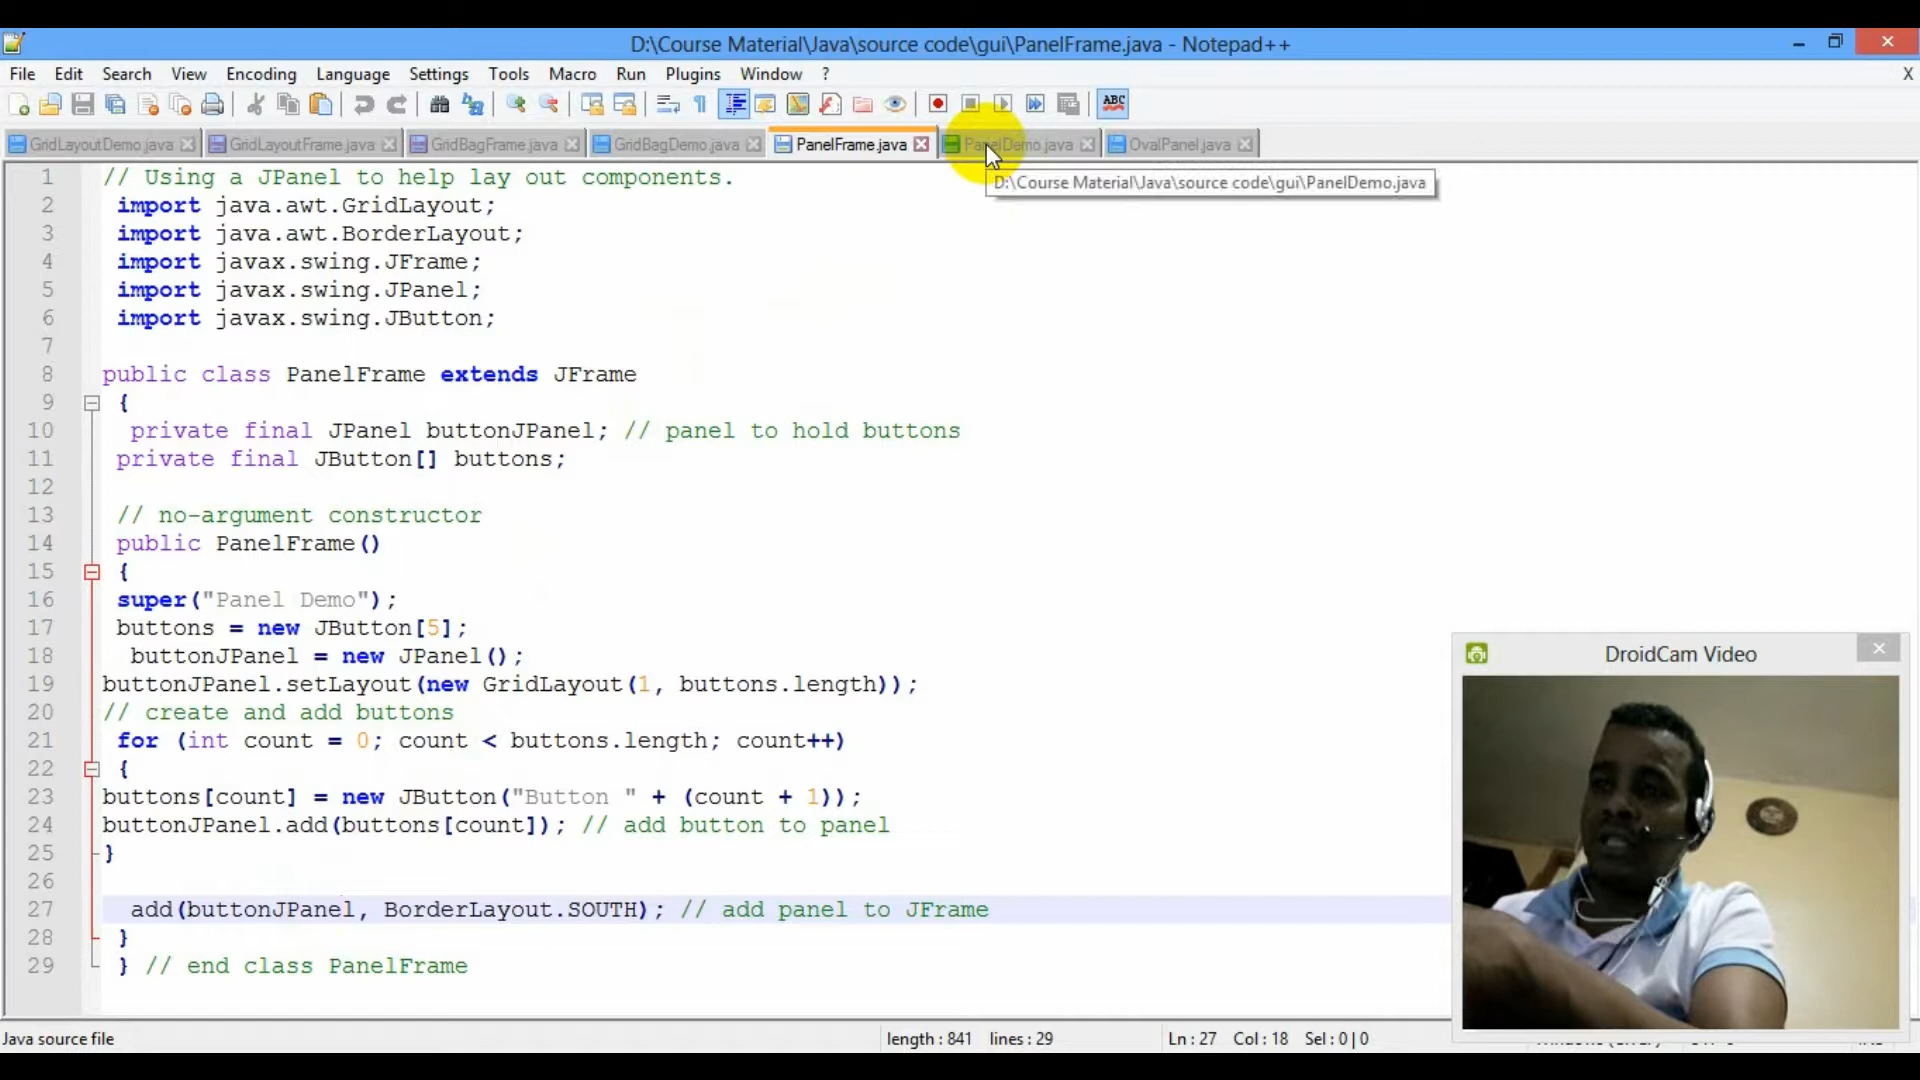 D:\Course Material\Java\source code\gui\PanelFrame.java - Notepad++
File Edit Search View Encoding Language Settings Tools Macro Run Plugins Window ? X
ABC
GridLayoutDemo.java GridLayoutFrame.java GridBagFrame.java GridBagDemo.java PanelFrame.java PanelDemo.java OvalPanel.java
D:\Course Material\Java\source code\gui\PanelDemo.java
1 // Using a JPanel to help lay out components.
2 import java.awt.GridLayout;
3 import java.awt.BorderLayout;
4 import javax.swing.JFrame;
5 import javax.swing.JPanel;
6 import javax.swing.JButton;
7
8 public class PanelFrame extends JFrame
9 {
10 private final JPanel buttonJPanel; // panel to hold buttons
11 private final JButton[] buttons;
12
13 // no-argument constructor
14 public PanelFrame()
15 {
16 super("Panel Demo");
17 buttons = new JButton[5];
18 buttonJPanel = new JPanel();
19 buttonJPanel.setLayout(new GridLayout(1, buttons.length));
20 // create and add buttons
21 for (int count = 0; count < buttons.length; count++)
22 {
23 buttons[count] = new JButton("Button " + (count + 1));
24 buttonJPanel.add(buttons[count]); // add button to panel
25 }
26
27 add(buttonJPanel, BorderLayout.SOUTH); // add panel to JFrame
28 }
29 } // end class PanelFrame
DroidCam Video
Java source file length : 841 lines : 29 Ln : 27 Col : 18 Sel : 0 | 0